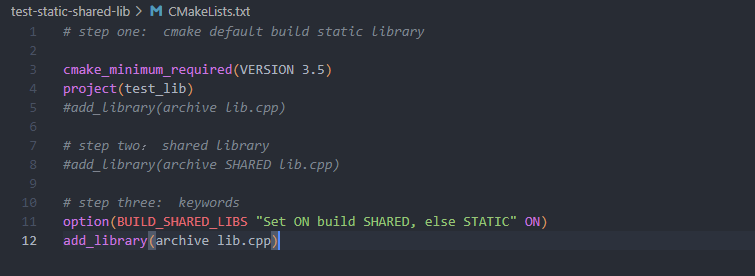 test-static-shared-lib > M CMakeLists.txt
1 # step one: cmake default build static library
2
3 cmake_minimum_required(VERSION 3.5)
4 project(test_lib)
5 #add_library(archive lib.cpp)
6
7 # step two： shared library
8 #add_library(archive SHARED lib.cpp)
9
10 # step three: keywords
11 option(BUILD_SHARED_LIBS "Set ON build SHARED, else STATIC" ON)
12 add_library(archive lib.cpp)